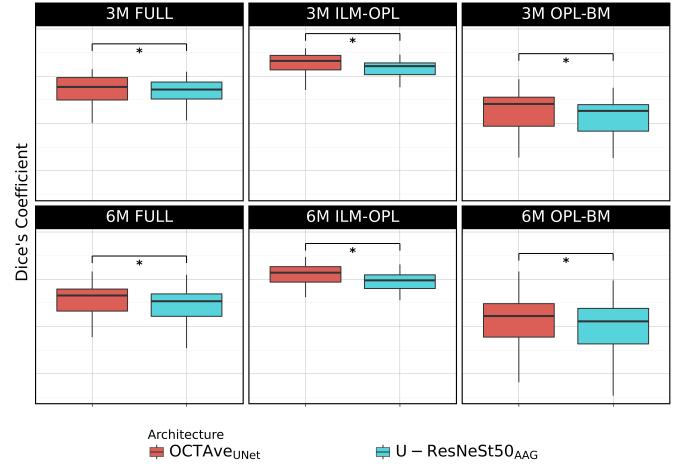 3M FULL 3M ILM-OPL 3M OPL-BM
* * *
6M FULL 6M ILM-OPL 6M OPL-BM
* * *
Dice's Coefficient
Architecture
OCTAve_UNet U − ResNeSt50_AAG